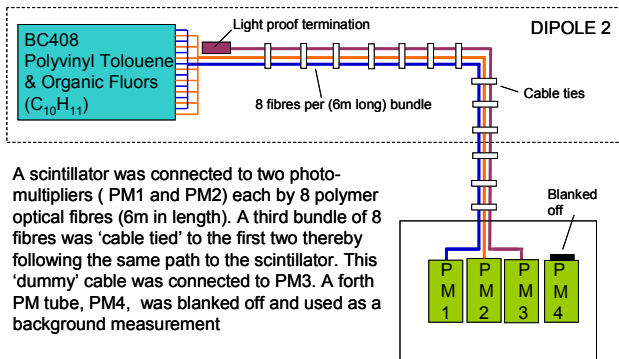 Light proof termination
DIPOLE 2
BC408
Polyvinyl Tolouene
& Organic Fluors
(C10H11)
8 fibres per (6m long) bundle
Cable ties
A scintillator was connected to two photo-
multipliers ( PM1 and PM2) each by 8 polymer
optical fibres (6m in length). A third bundle of 8
fibres was ‘cable tied’ to the first two thereby
following the same path to the scintillator. This
‘dummy’ cable was connected to PM3. A forth
PM tube, PM4, was blanked off and used as a
background measurement
Blanked
off
P P P P
M M M M
1 2 3 4